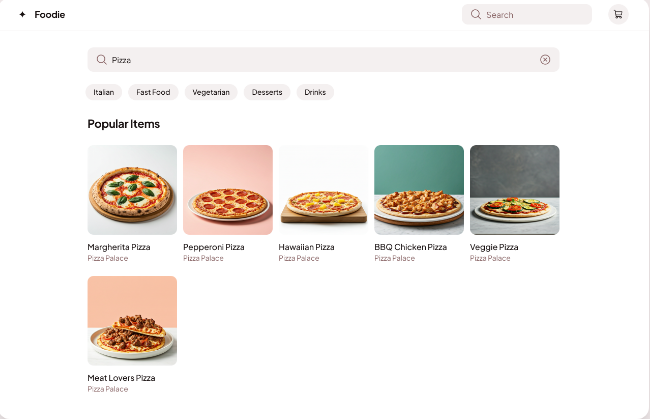 Foodie
Search
Pizza
Italian
Fast Food
Vegetarian
Desserts
Drinks
Popular Items
Margherita Pizza
Pizza Palace
Pepperoni Pizza
Pizza Palace
Hawaiian Pizza
Pizza Palace
BBQ Chicken Pizza
Pizza Palace
Veggie Pizza
Pizza Palace
Meat Lovers Pizza
Pizza Palace